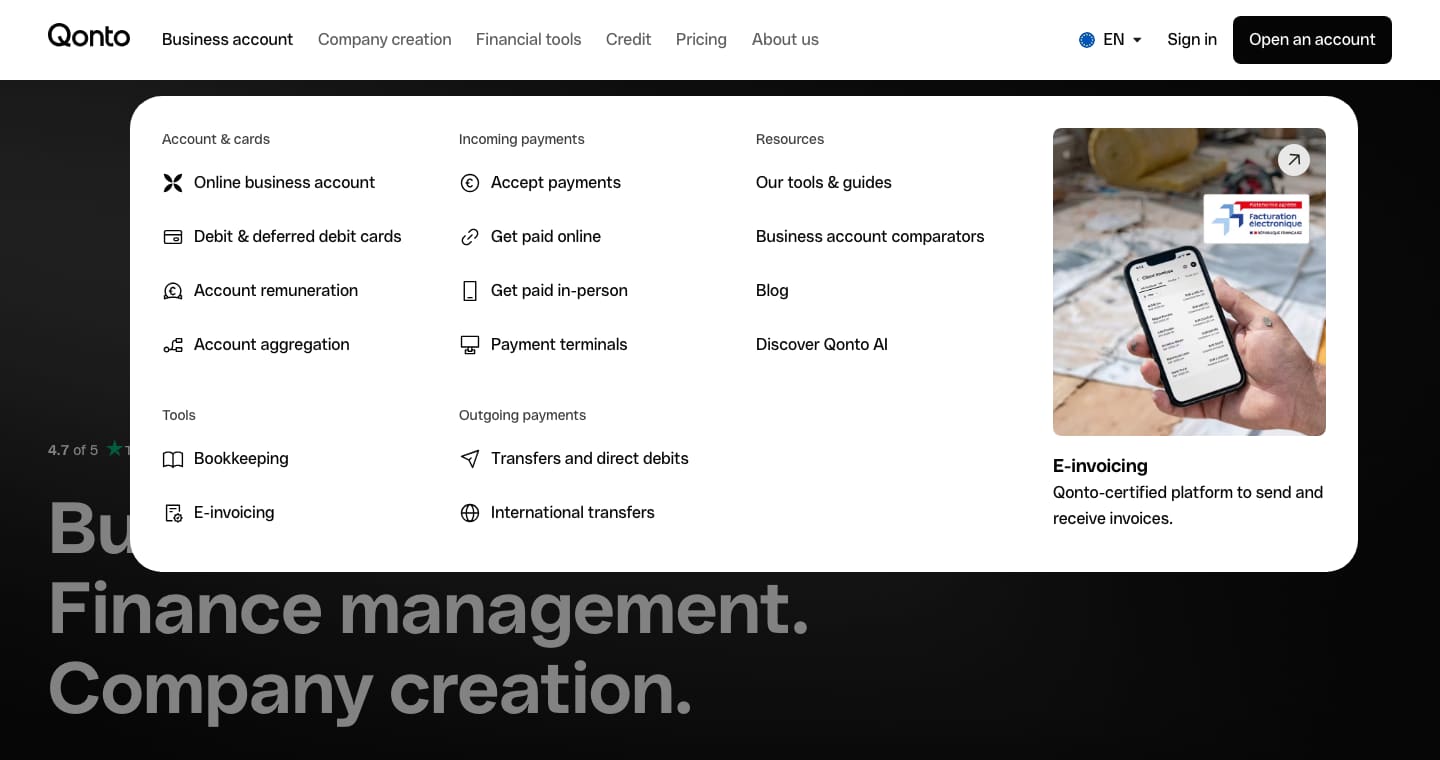 Qonto
Business account
Company creation
Financial tools
Credit
Pricing
About us
EN
Sign in
Open an account
Account & cards
Online business account
Debit & deferred debit cards
Account remuneration
Account aggregation
Tools
Bookkeeping
E-invoicing
Incoming payments
Accept payments
Get paid online
Get paid in-person
Payment terminals
Outgoing payments
Transfers and direct debits
International transfers
Resources
Our tools & guides
Business account comparators
Blog
Discover Qonto AI
Plateforme agréée
Facturation
électronique
RÉPUBLIQUE FRANÇAISE
E-invoicing
Qonto-certified platform to send and
receive invoices.
4.7 of 5
Bu
Finance management.
Company creation.